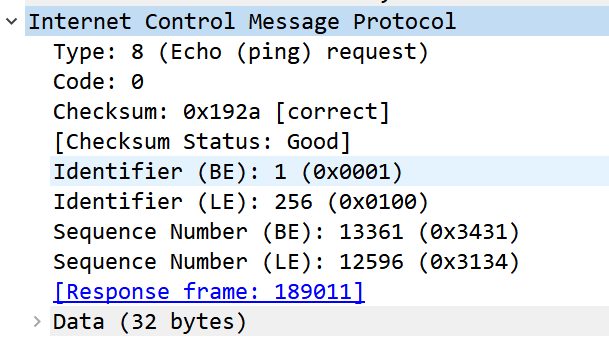 Internet Control Message Protocol
Type: 8 (Echo (ping) request)
Code: 0
Checksum: 0x192a [correct]
[Checksum Status: Good]
Identifier (BE): 1 (0x0001)
Identifier (LE): 256 (0x0100)
Sequence Number (BE): 13361 (0x3431)
Sequence Number (LE): 12596 (0x3134)
[Response frame: 189011]
Data (32 bytes)